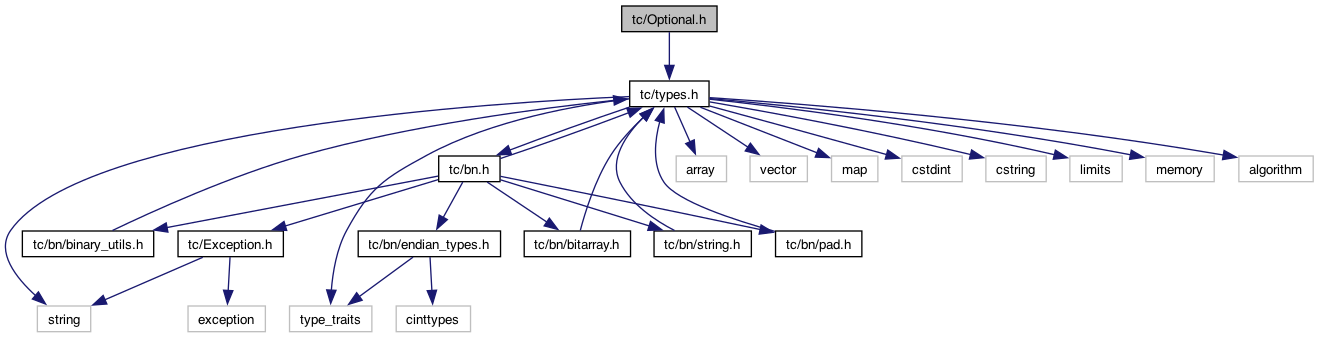 tc/Optional.h
tc/types.h
tc/bn.h
array
vector
map
cstdint
cstring
limits
memory
algorithm
tc/bn/binary_utils.h
tc/Exception.h
tc/bn/endian_types.h
tc/bn/bitarray.h
tc/bn/string.h
tc/bn/pad.h
string
exception
type_traits
cinttypes